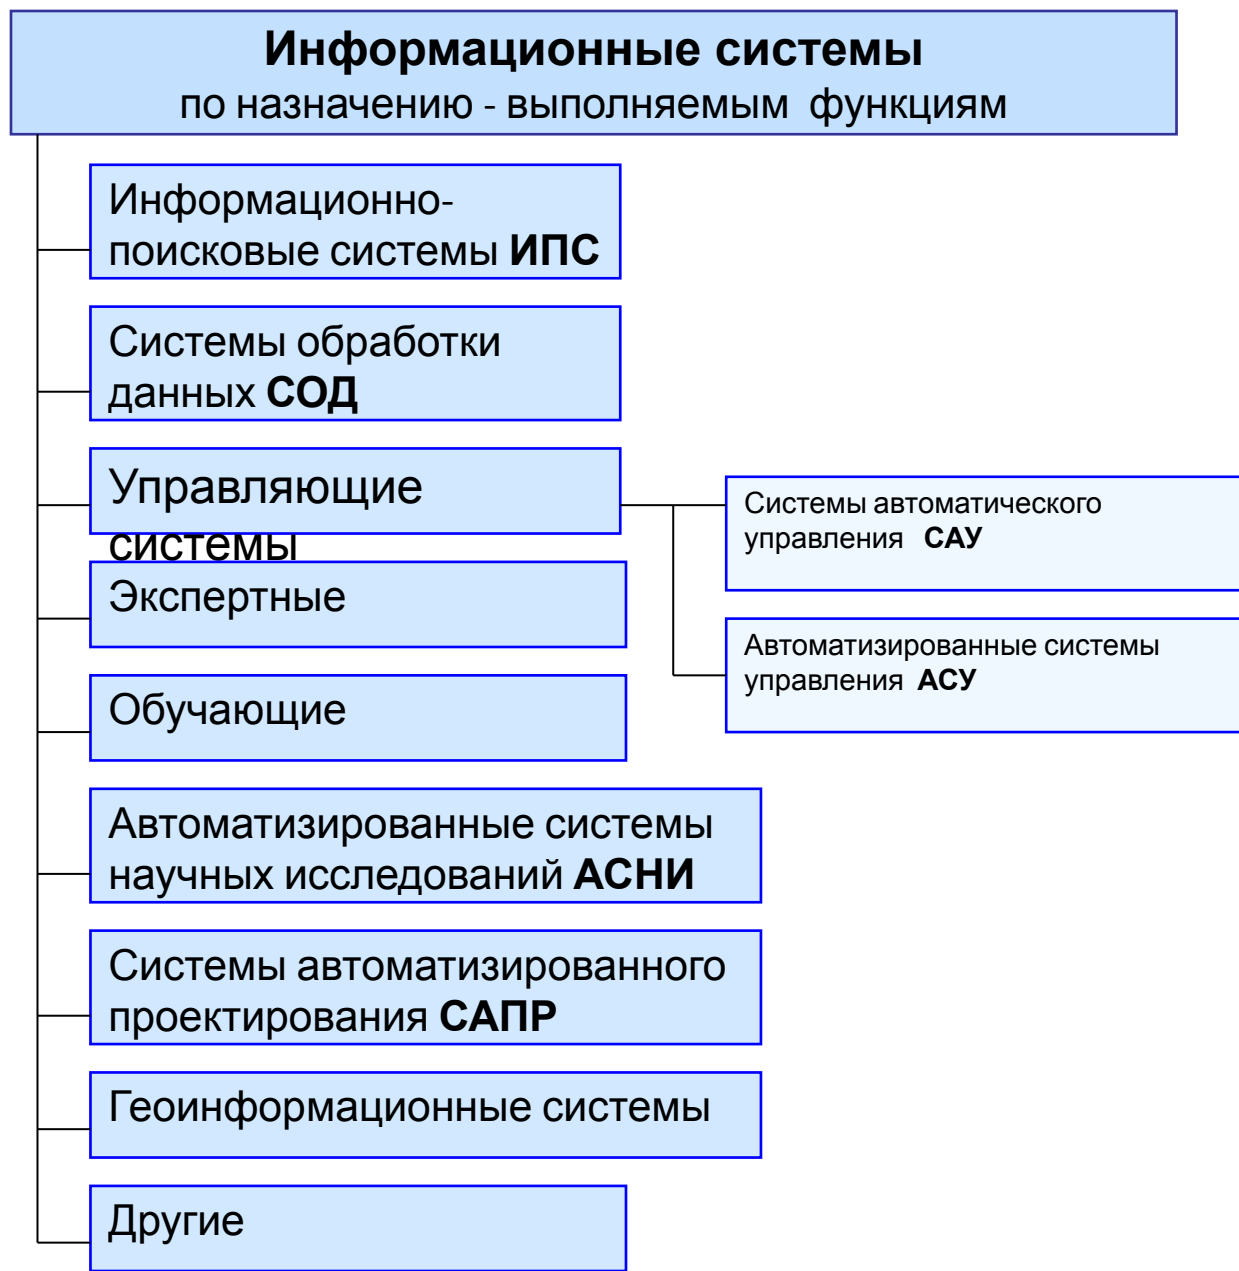 Информационные системы
по назначению - выполняемым функциям
Информационно-
поисковые системы ИПС
Системы обработки
данных СОД
Управляющие
системы
Системы автоматического
управления САУ
Автоматизированные системы
управления АСУ
Экспертные
Обучающие
Автоматизированные системы
научных исследований АСНИ
Системы автоматизированного
проектирования САПР
Геоинформационные системы
Другие